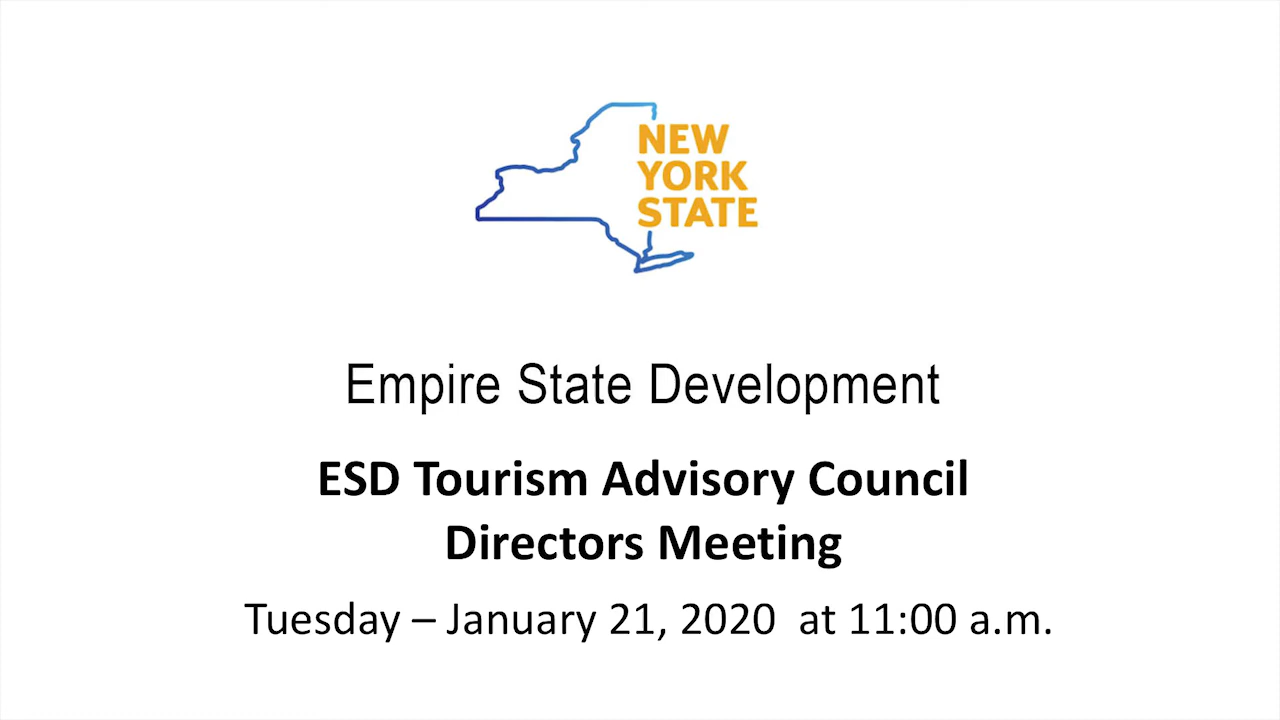 NEW
YORK
STATE
Empire State Development
ESD Tourism Advisory Council
Directors Meeting
Tuesday – January 21, 2020  at 11:00 a.m.